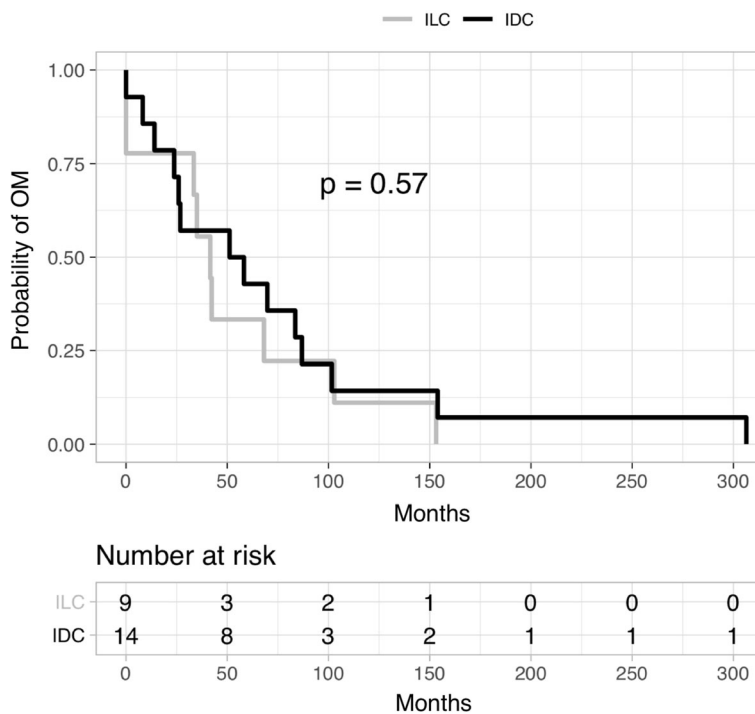 ILC IDC
1.00
0.75
0.50
0.25
0.00
Probability of OM
p = 0.57
0 50 100 150 200 250 300
Months
Number at risk
ILC 9 3 2 1 0 0 0
IDC 14 8 3 2 1 1 1
0 50 100 150 200 250 300
Months